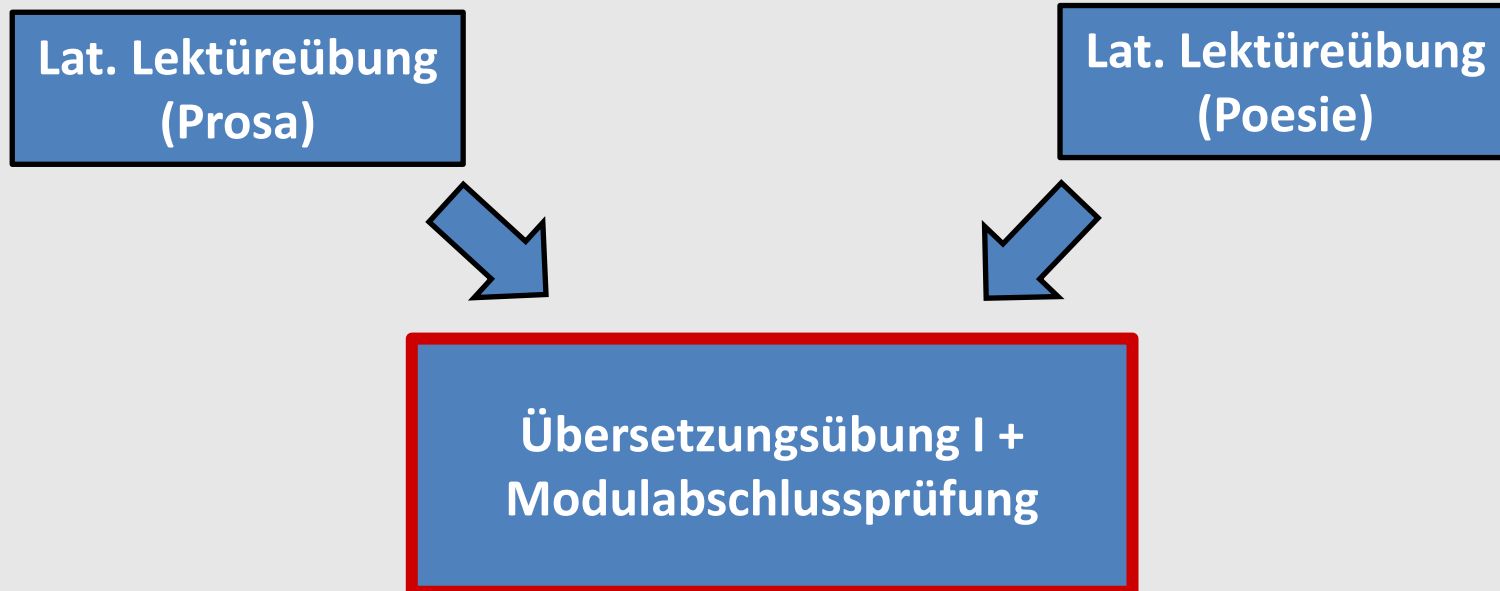 Lat. Lektüreübung
(Prosa)
Lat. Lektüreübung
(Poesie)
Übersetzungsübung I +
Modulabschlussprüfung